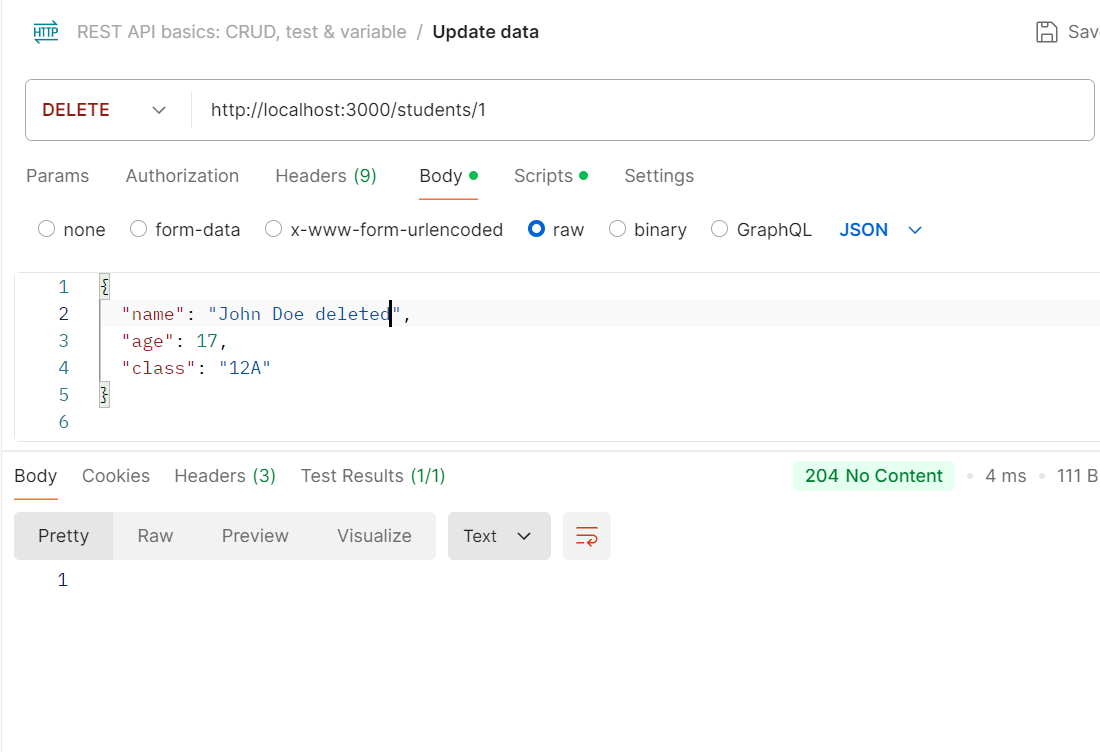 HTTP REST API basics: CRUD, test & variable / Update data Sav
DELETE http://localhost:3000/students/1
Params Authorization Headers (9) Body Scripts Settings
none form-data x-www-form-urlencoded raw binary GraphQL JSON
1 {
2 "name": "John Doe deleted",
3 "age": 17,
4 "class": "12A"
5 }
6
Body Cookies Headers (3) Test Results (1/1) 204 No Content 4 ms 111 B
Pretty Raw Preview Visualize Text
1